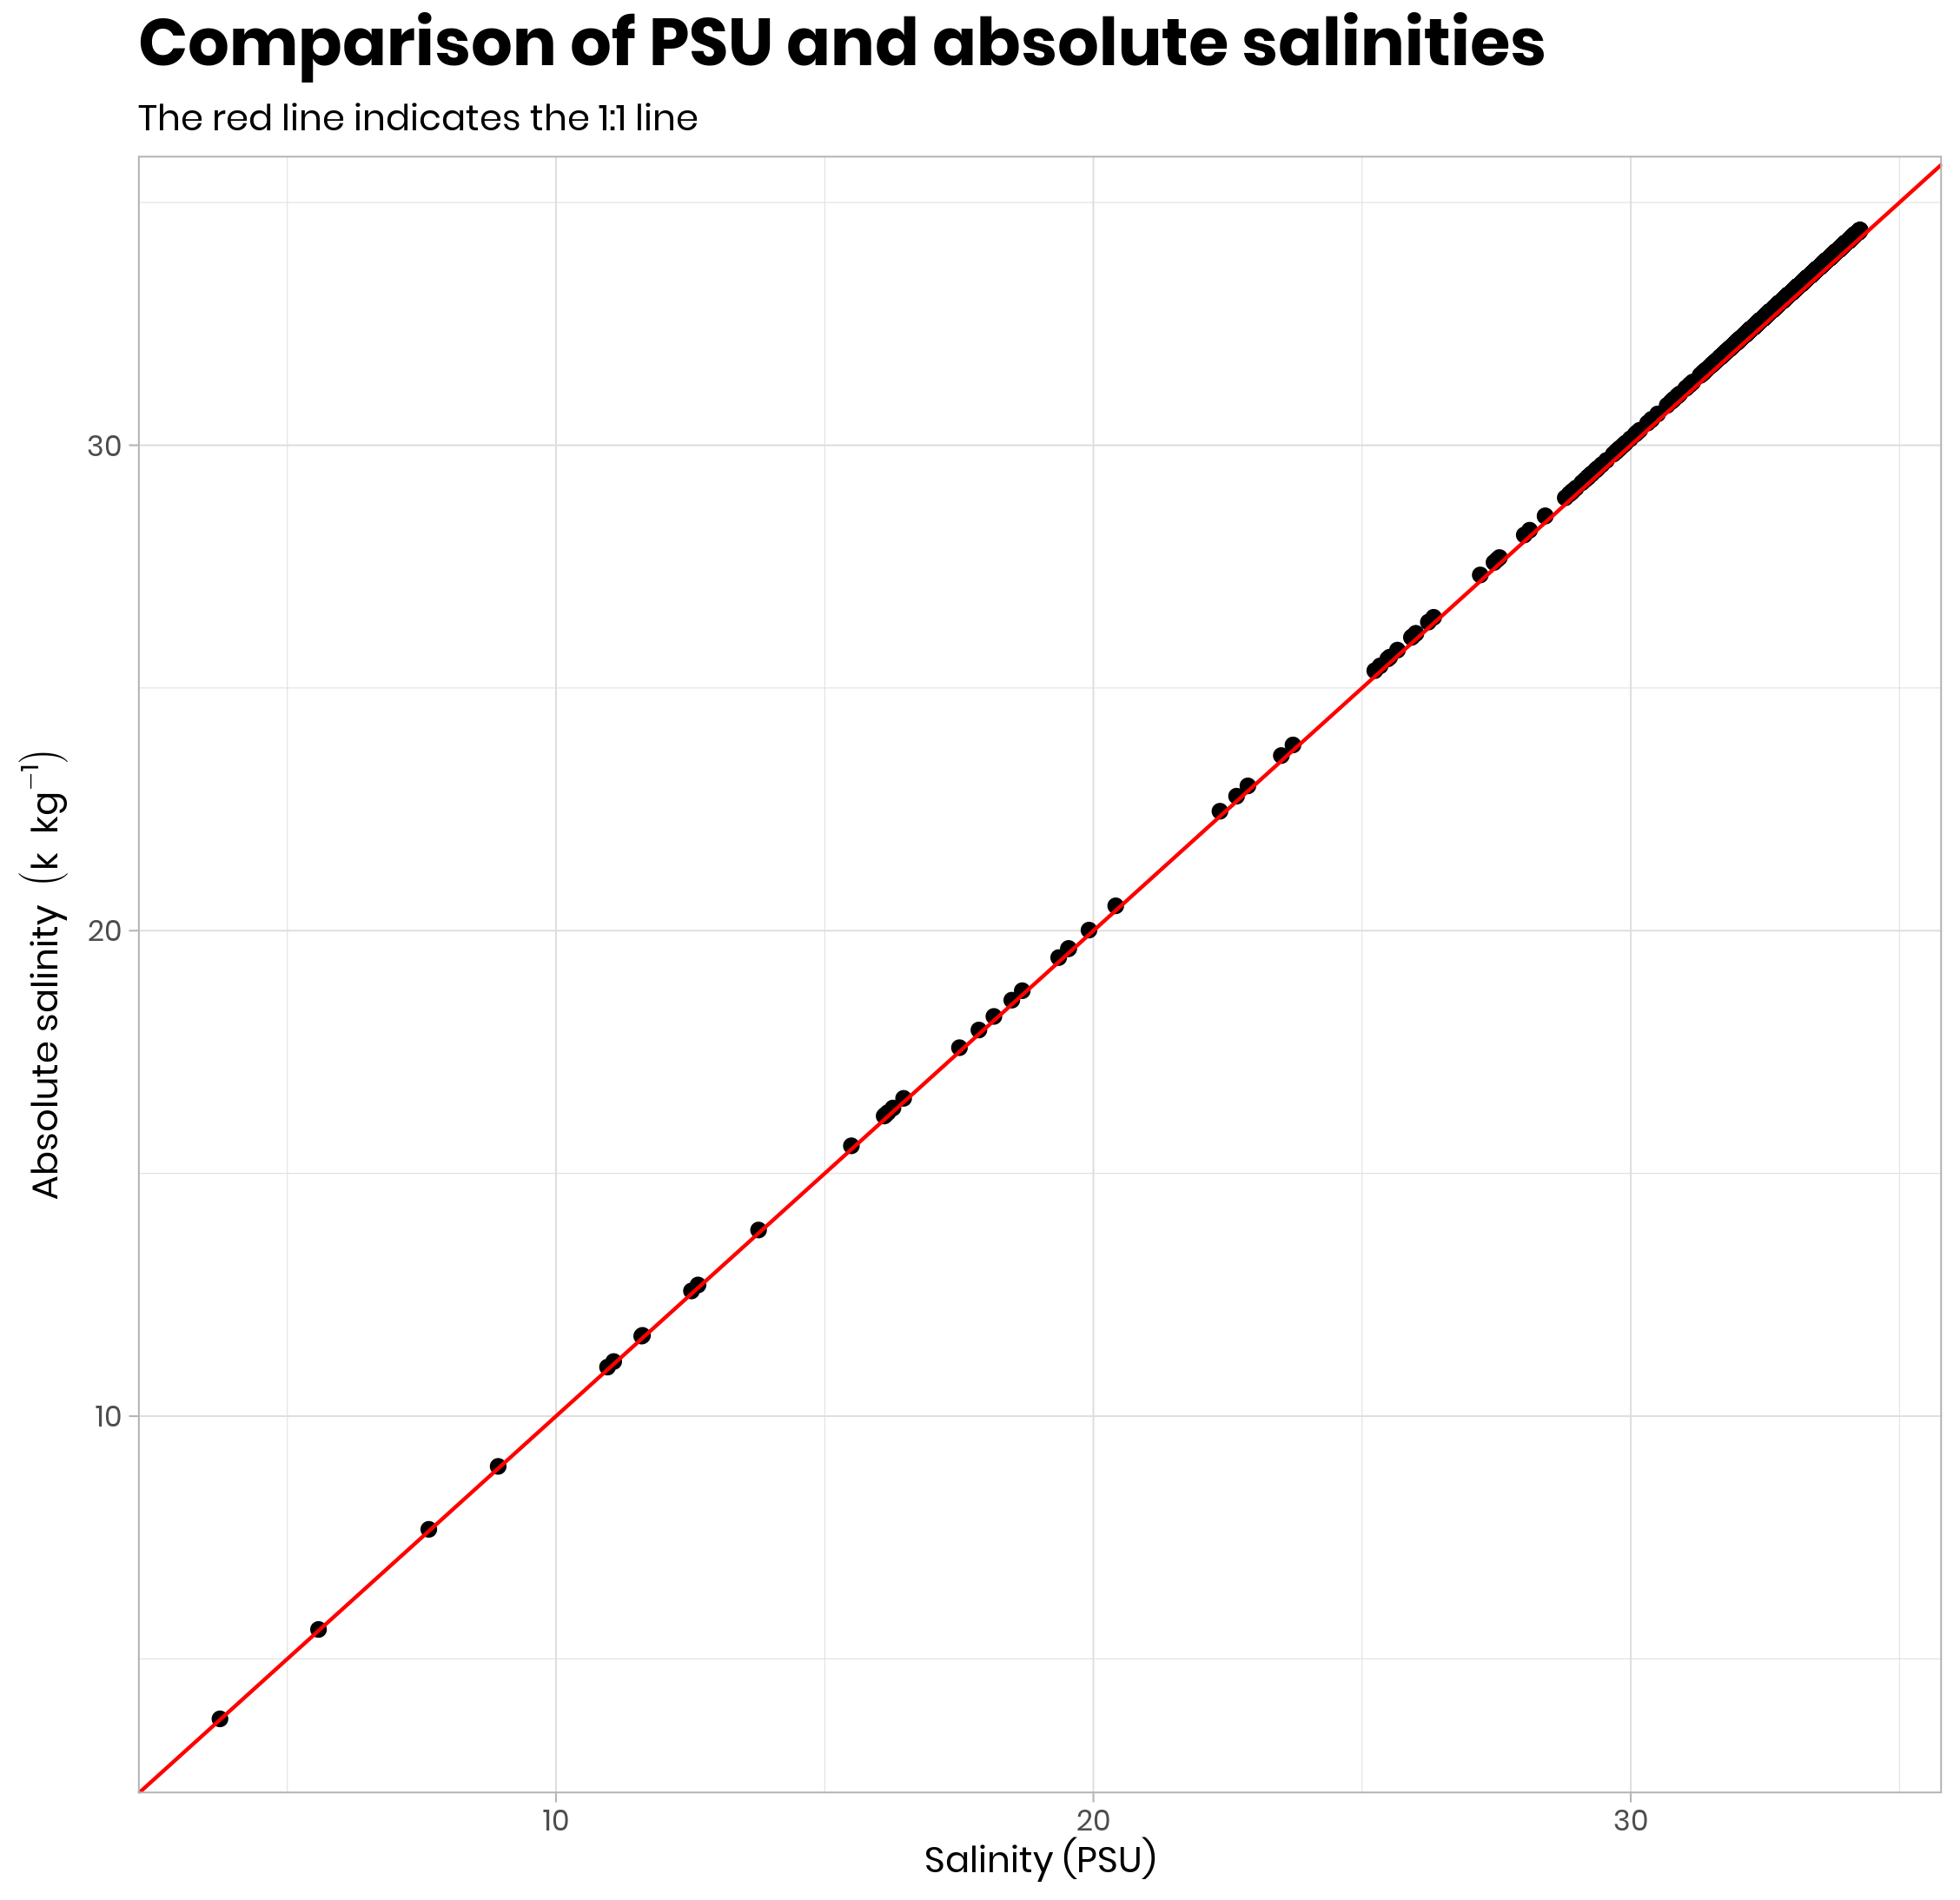 Comparison of PSU and absolute salinities
The red line indicates the 1:1 line
30
20
10
Absolute salinity (k kg⁻¹)
10 20 30
Salinity (PSU)